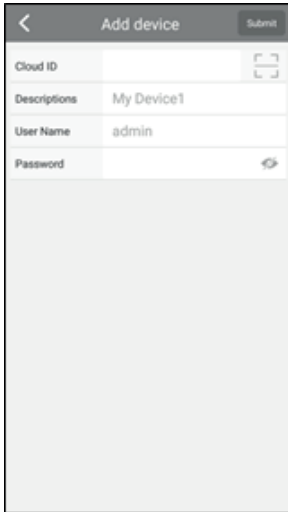 Add device Submit
Cloud ID
Descriptions My Device1
User Name admin
Password